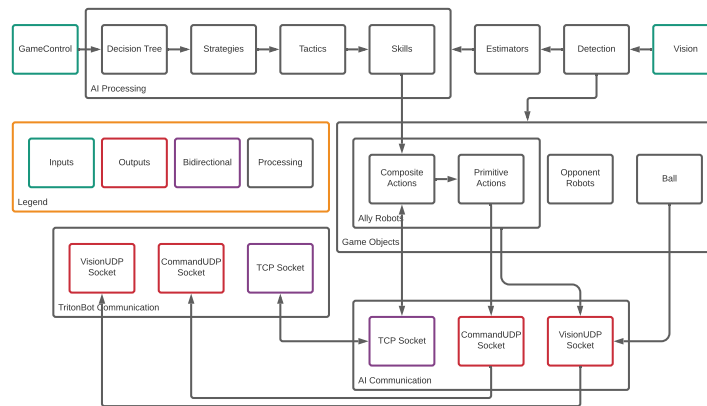 GameControl
Decision Tree
Strategies
Tactics
Skills
Estimators
Detection
Vision
AI Processing
Inputs
Outputs
Bidirectional
Processing
Legend
Composite
Actions
Primitive
Actions
Opponent
Robots
Ball
Ally Robots
Game Objects
VisionUDP
Socket
CommandUDP
Socket
TCP Socket
TritonBot Communication
TCP Socket
CommandUDP
Socket
VisionUDP
Socket
AI Communication